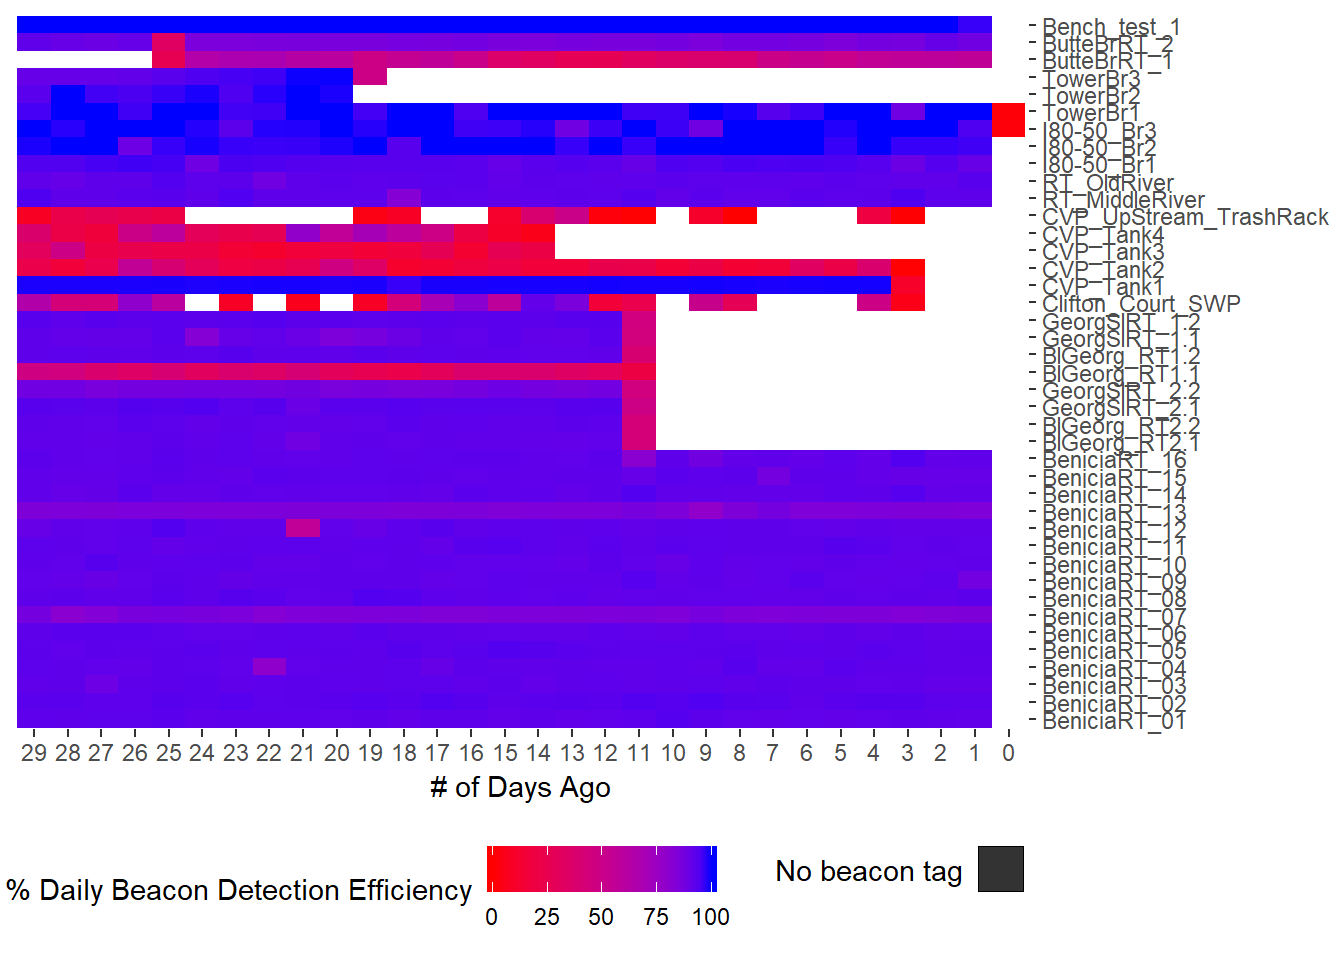 Bench_test_1
ButteBrRT_2
ButteBrRT_1
TowerBr3
TowerBr2
TowerBr1
I80-50_Br3
I80-50_Br2
I80-50_Br1
RT_OldRiver
RT_MiddleRiver
CVP_UpStream_TrashRack
CVP_Tank4
CVP_Tank3
CVP_Tank2
CVP_Tank1
Clifton_Court_SWP
GeorgSlRT_1.2
GeorgSlRT_1.1
BlGeorg_RT1.2
BlGeorg_RT1.1
GeorgSlRT_2.2
GeorgSlRT_2.1
BlGeorg_RT2.2
BlGeorg_RT2.1
BeniciaRT_16
BeniciaRT_15
BeniciaRT_14
BeniciaRT_13
BeniciaRT_12
BeniciaRT_11
BeniciaRT_10
BeniciaRT_09
BeniciaRT_08
BeniciaRT_07
BeniciaRT_06
BeniciaRT_05
BeniciaRT_04
BeniciaRT_03
BeniciaRT_02
BeniciaRT_01
29 28 27 26 25 24 23 22 21 20 19 18 17 16 15 14 13 12 11 10 9 8 7 6 5 4 3 2 1 0
# of Days Ago
% Daily Beacon Detection Efficiency
0 25 50 75 100
No beacon tag